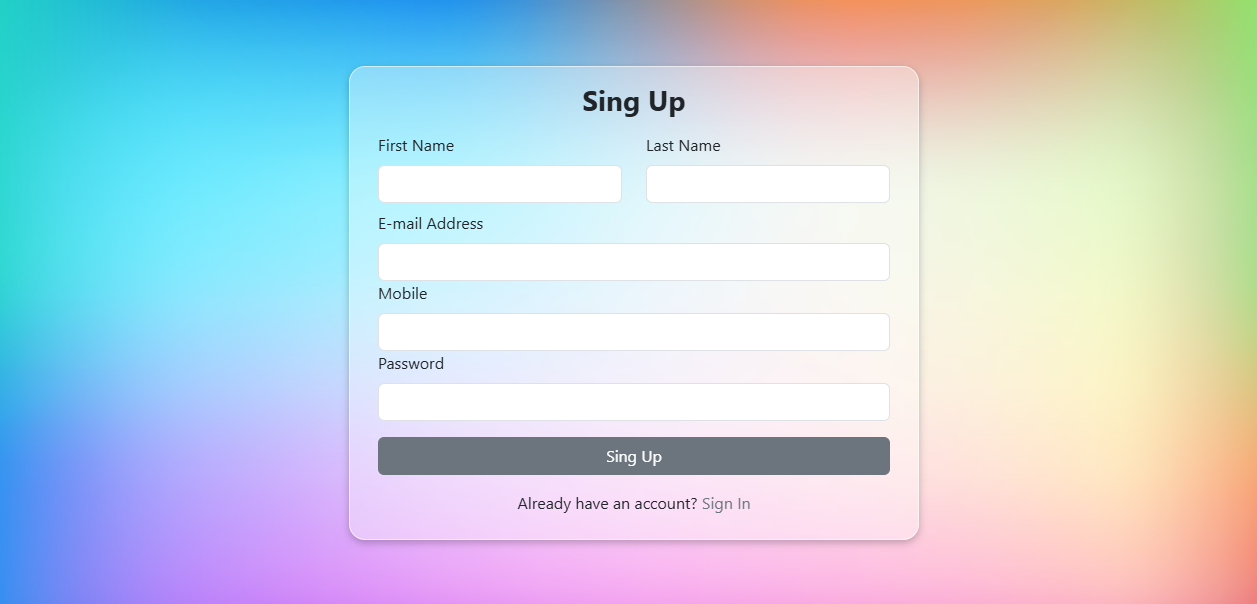 Sing Up
First Name Last Name
E-mail Address
Mobile
Password
Sing Up
Already have an account? Sign In